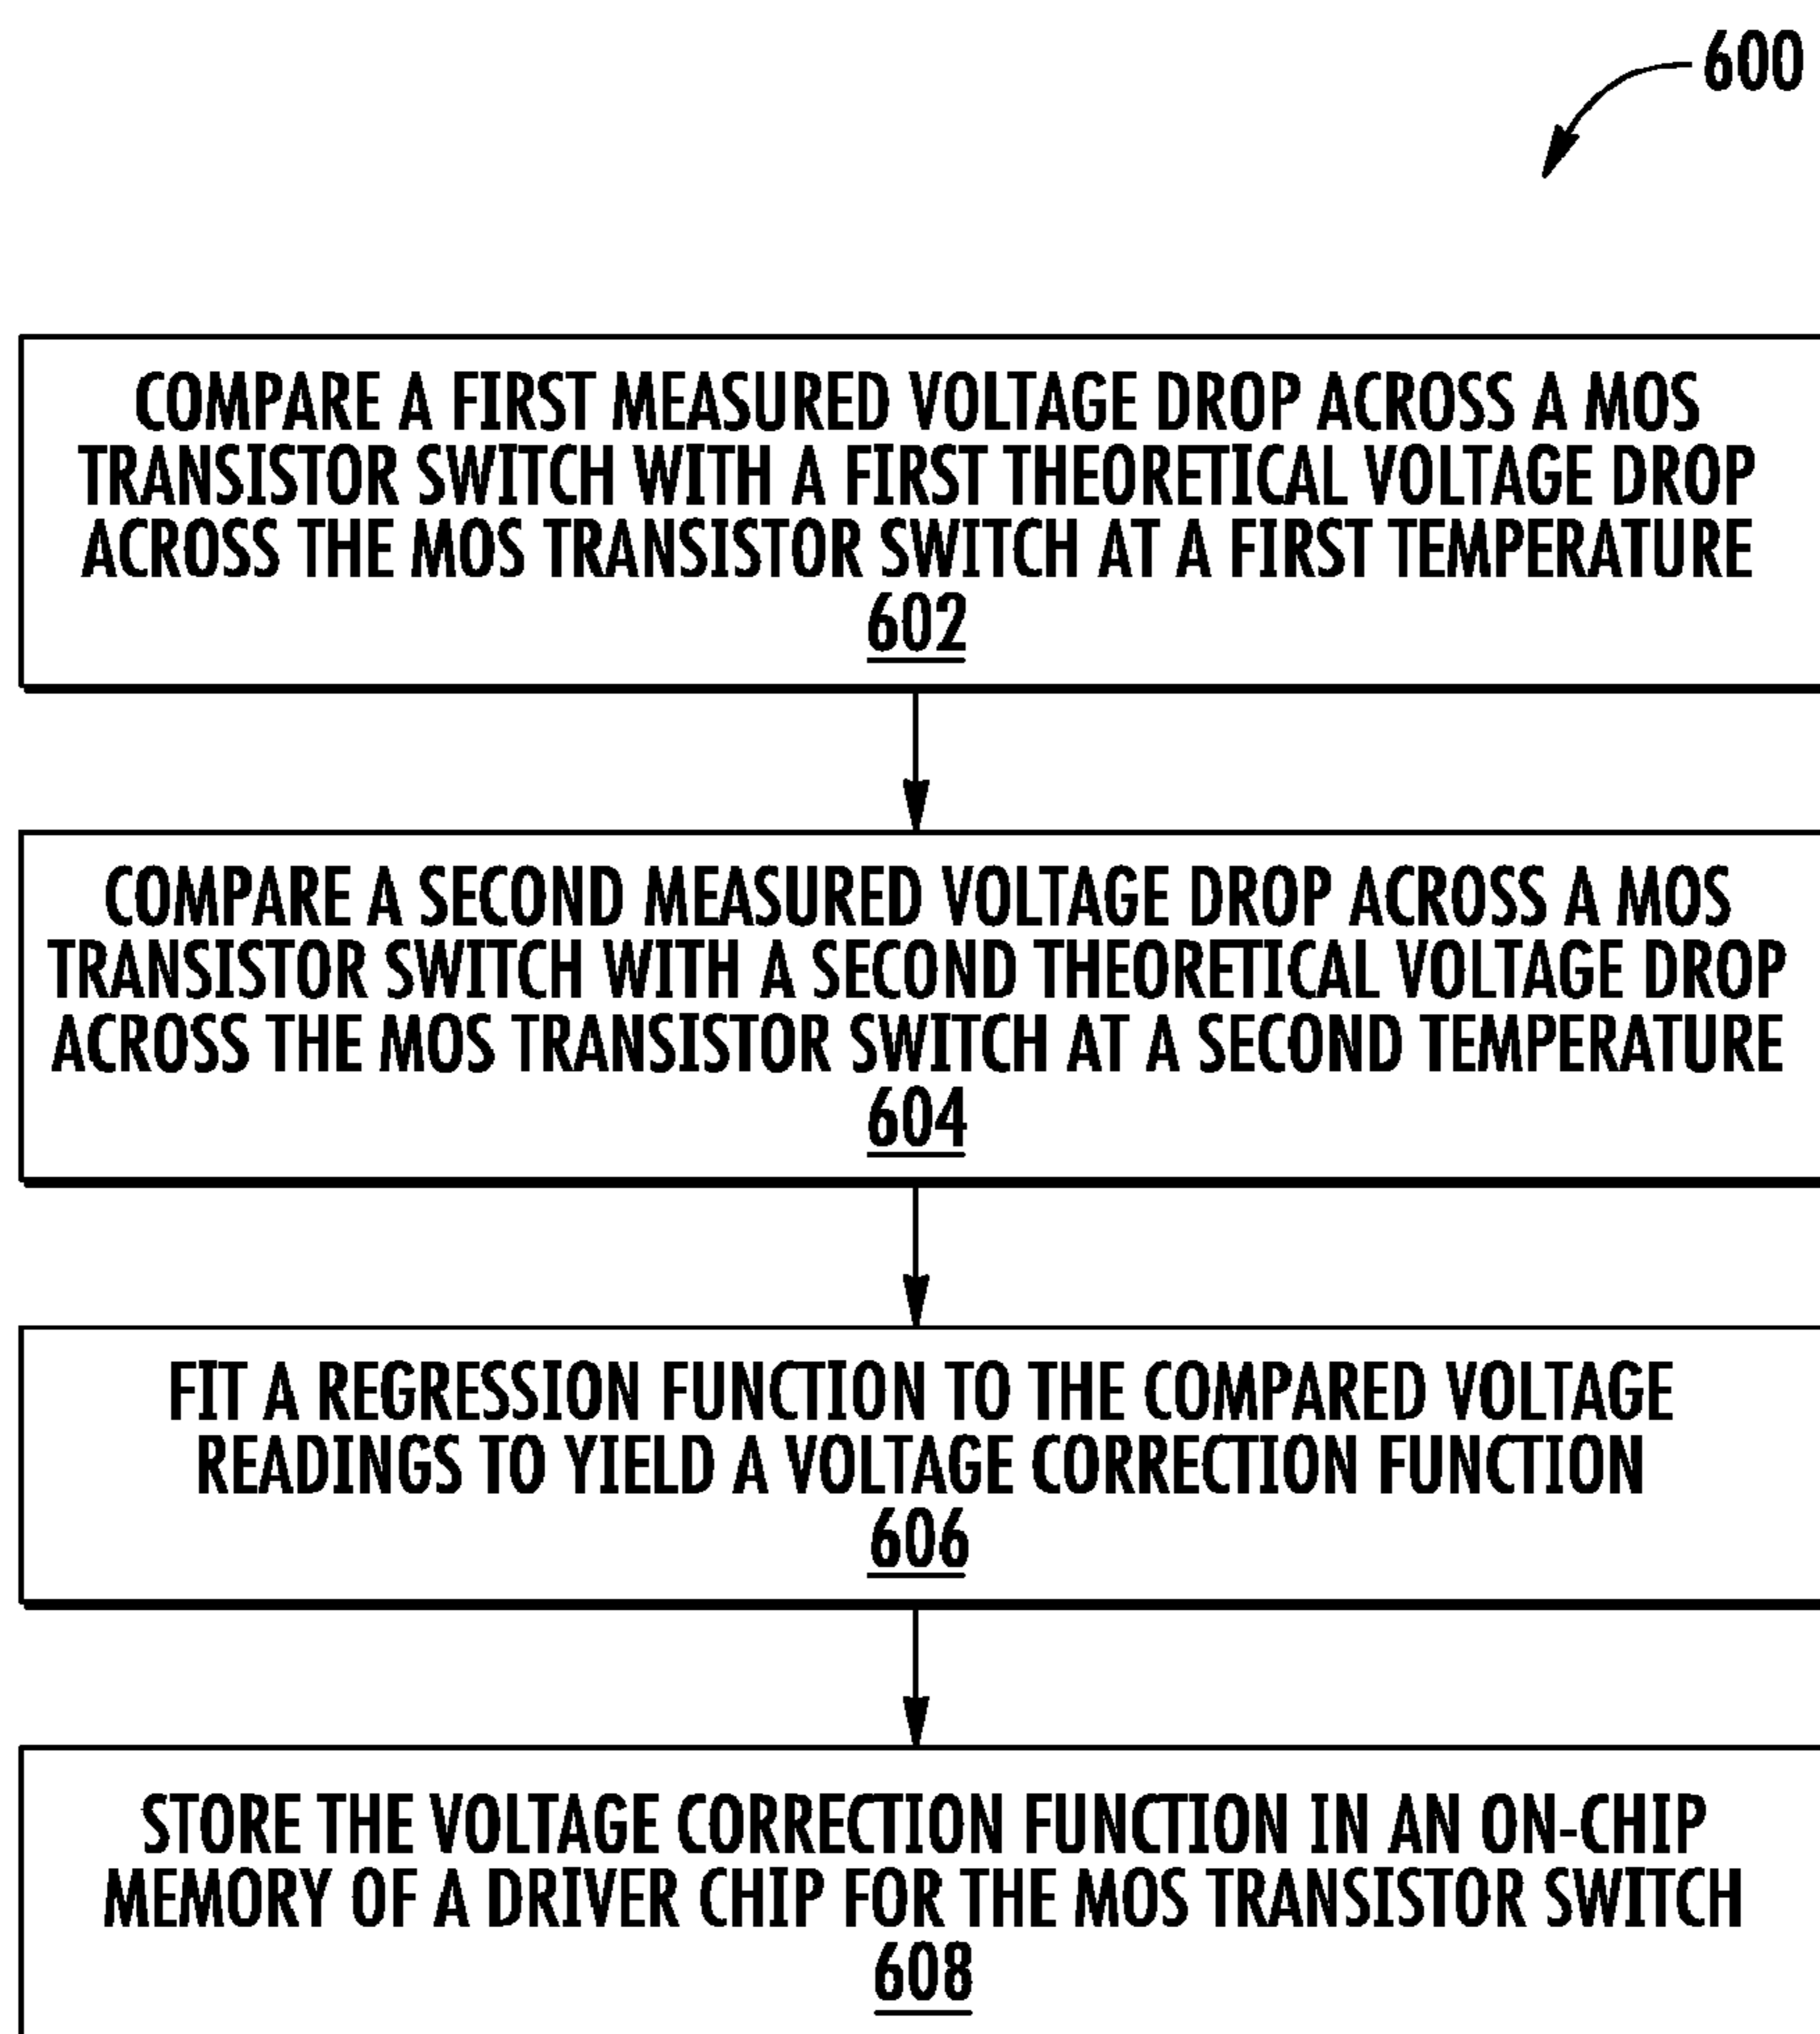 600
COMPARE A FIRST MEASURED VOLTAGE DROP ACROSS A MOS
TRANSISTOR SWITCH WITH A FIRST THEORETICAL VOLTAGE DROP
ACROSS THE MOS TRANSISTOR SWITCH AT A FIRST TEMPERATURE
602
COMPARE A SECOND MEASURED VOLTAGE DROP ACROSS A MOS
TRANSISTOR SWITCH WITH A SECOND THEORETICAL VOLTAGE DROP
ACROSS THE MOS TRANSISTOR SWITCH AT A SECOND TEMPERATURE
604
FIT A REGRESSION FUNCTION TO THE COMPARED VOLTAGE
READINGS TO YIELD A VOLTAGE CORRECTION FUNCTION
606
STORE THE VOLTAGE CORRECTION FUNCTION IN AN ON-CHIP
MEMORY OF A DRIVER CHIP FOR THE MOS TRANSISTOR SWITCH
608